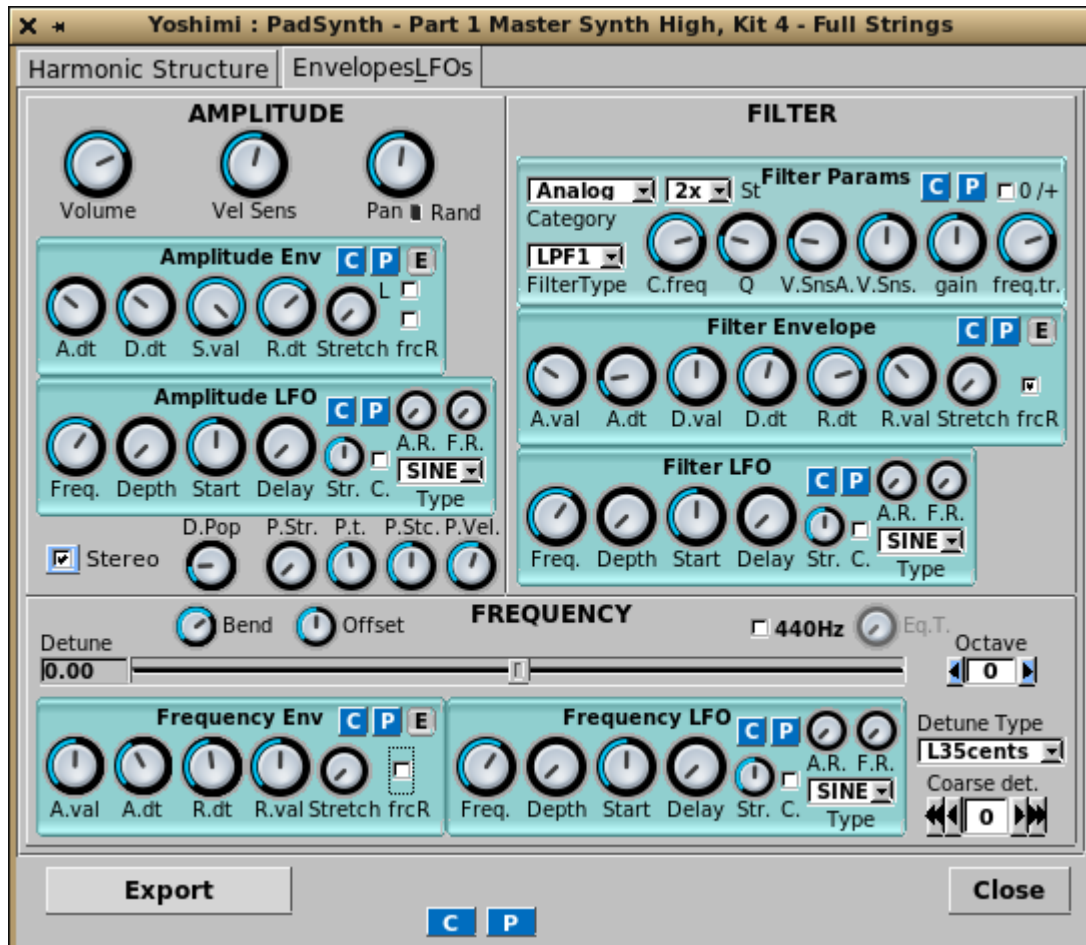 Yoshimi : PadSynth - Part 1 Master Synth High, Kit 4 - Full Strings
Harmonic Structure
EnvelopesLFOs
AMPLITUDE
Volume
Vel Sens
Pan
Rand
Amplitude Env
C P E
L
A.dt D.dt S.val R.dt Stretch frcR
Amplitude LFO
C P
A.R. F.R.
SINE
Freq. Depth Start Delay Str. C.
Type
D.Pop P.Str. P.t. P.Stc. P.Vel.
Stereo
FILTER
Filter Params
Analog 2x St
C P 0 /+
Category
LPF1
FilterType C.freq Q V.SnsA. V.Sns. gain freq.tr.
Filter Envelope
C P E
A.val A.dt D.val D.dt R.dt R.val Stretch frcR
Filter LFO
C P
A.R. F.R.
SINE
Freq. Depth Start Delay Str. C.
Type
FREQUENCY
Bend
Offset
440Hz
Eq.T.
Detune
0.00
Octave
0
Frequency Env
C P E
A.val A.dt R.dt R.val Stretch frcR
Frequency LFO
C P
A.R. F.R.
SINE
Freq. Depth Start Delay Str. C.
Type
Detune Type
L35cents
Coarse det.
0
Export
Close
C P